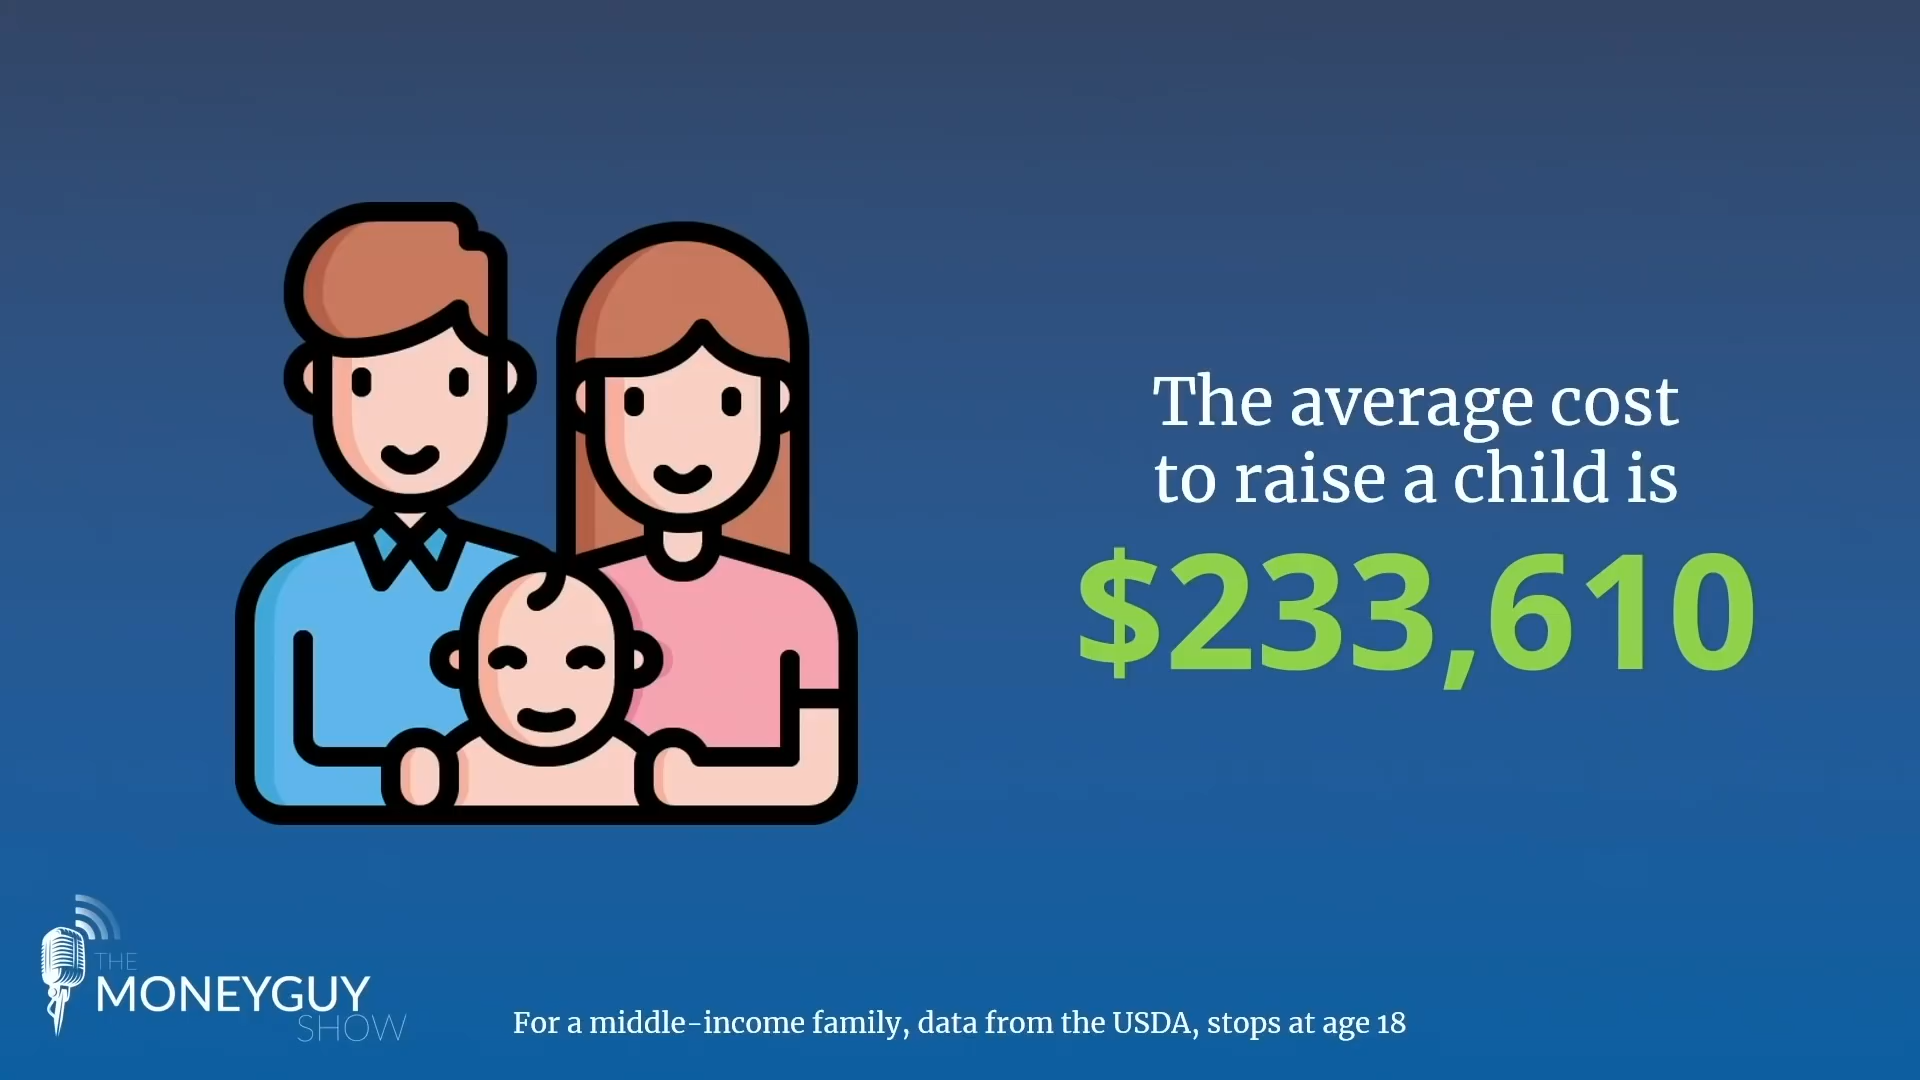 The average cost
to raise a child is
$233,610
THE
MONEYGUY
SHOW
For a middle-income family, data from the USDA, stops at age 18